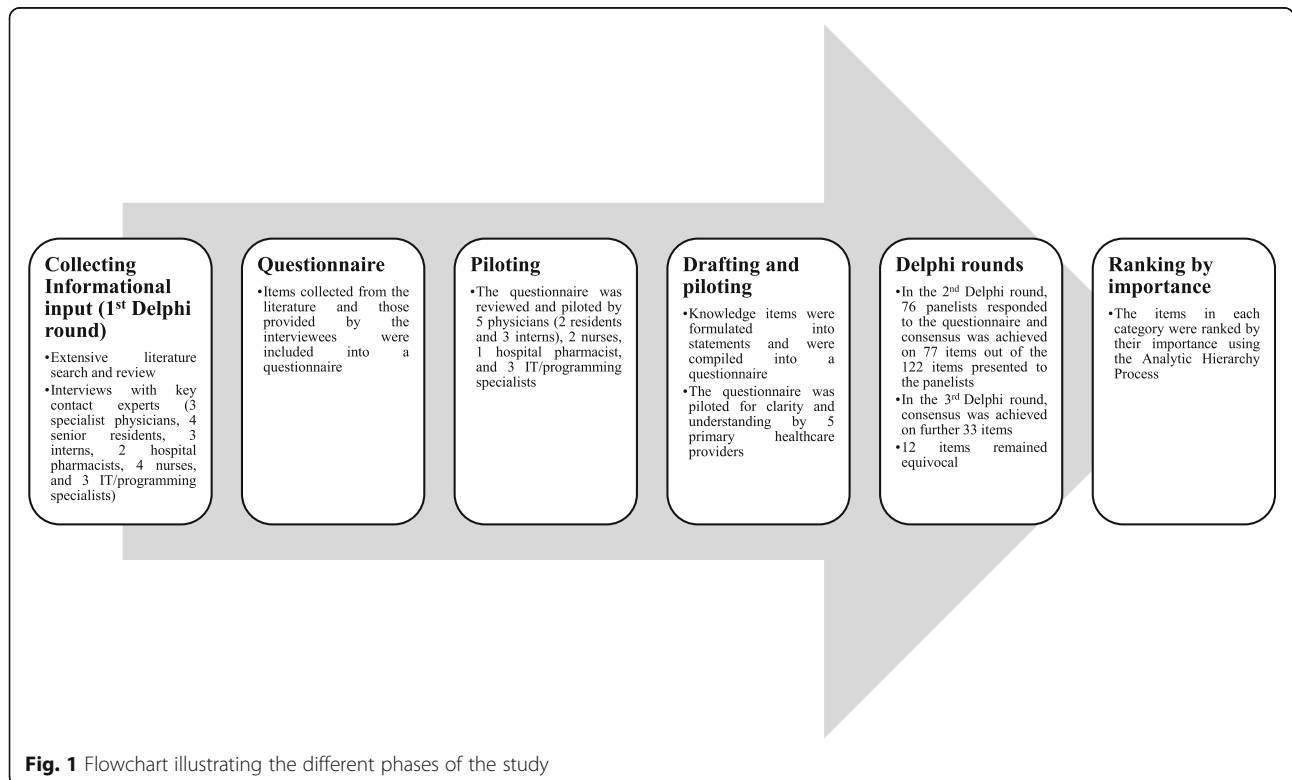 Collecting
Informational
input (1st Delphi
round)
•Extensive literature
search and review
•Interviews with key
contact experts (3
specialist physicians, 4
senior residents, 3
interns, 2 hospital
pharmacists, 4 nurses,
and 3 IT/programming
specialists)
Questionnaire
•Items collected from the
literature and those
provided by the
interviewees were
included into a
questionnaire
Piloting
•The questionnaire was
reviewed and piloted by
5 physicians (2 residents
and 3 interns), 2 nurses,
1 hospital pharmacist,
and 3 IT/programming
specialists
Drafting and
piloting
•Knowledge items were
formulated into
statements and were
compiled into a
questionnaire
•The questionnaire was
piloted for clarity and
understanding by 5
primary healthcare
providers
Delphi rounds
•In the 2nd Delphi round,
76 panelists responded
to the questionnaire and
consensus was achieved
on 77 items out of the
122 items presented to
the panelists
•In the 3rd Delphi round,
consensus was achieved
on further 33 items
•12 items remained
equivocal
Ranking by
importance
•The items in each
category were ranked by
their importance using
the Analytic Hierarchy
Process
Fig. 1 Flowchart illustrating the different phases of the study